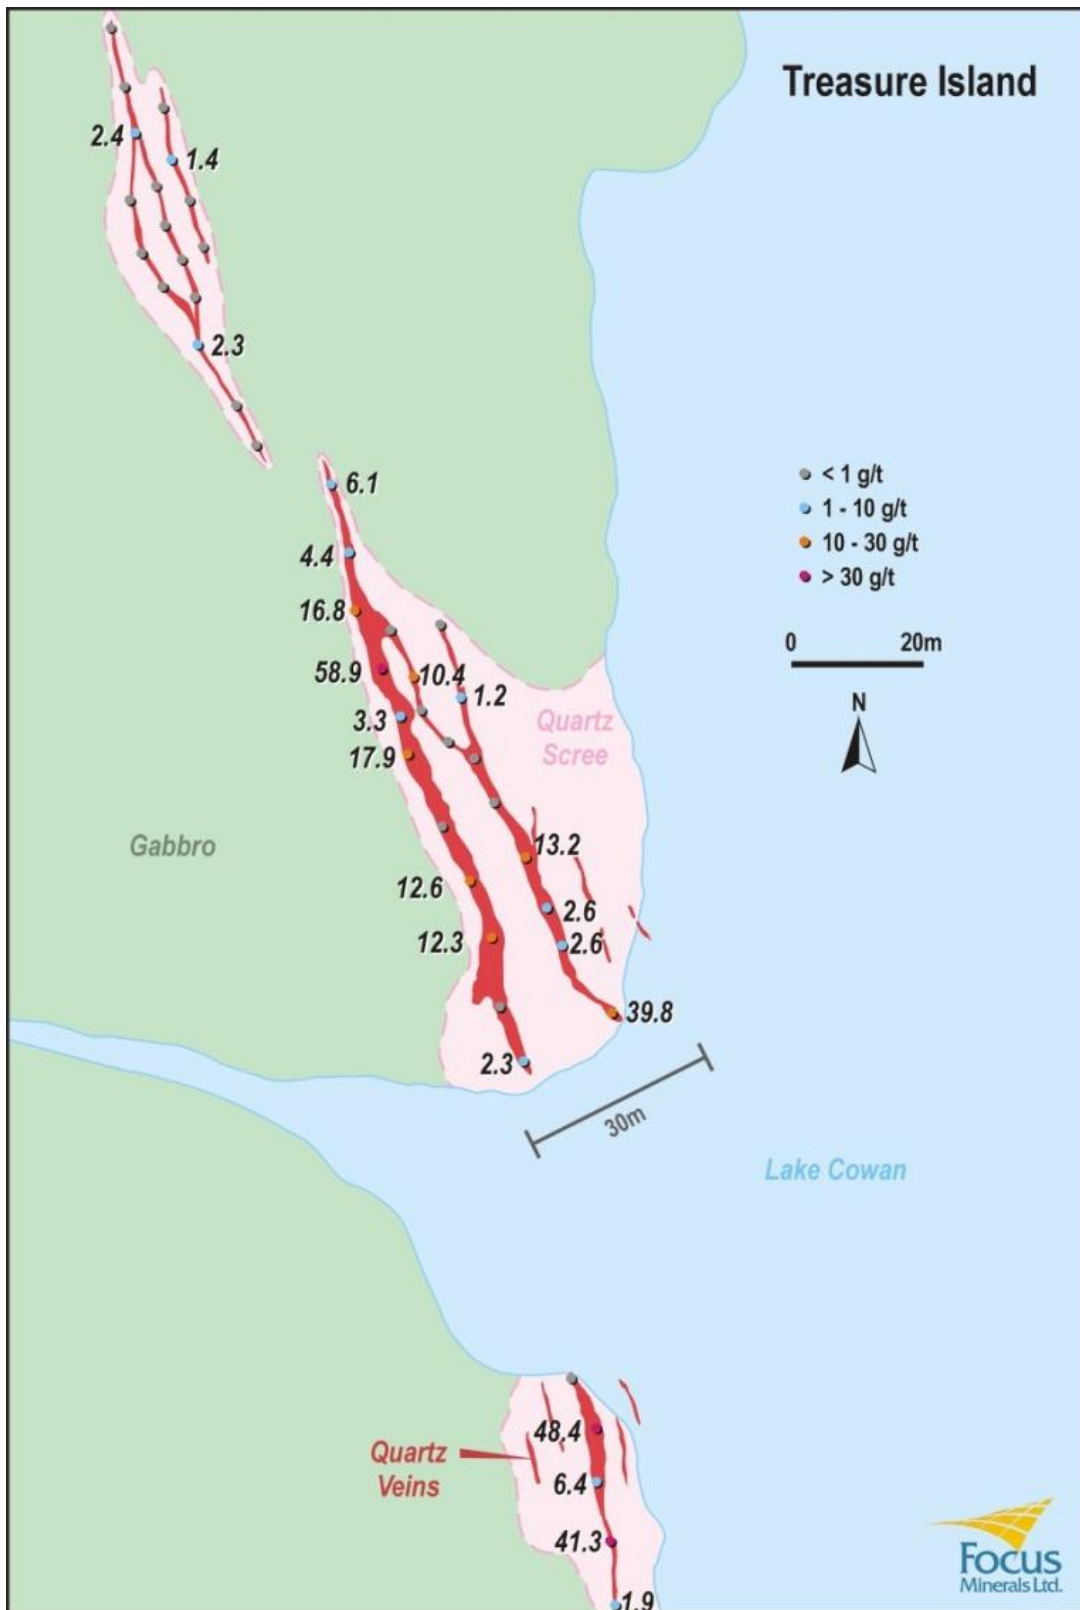 Treasure Island
2.4
1.4
2.3
6.1
4.4
16.8
58.9
10.4
1.2
3.3
17.9
Quartz
Scree
< 1 g/t
1 - 10 g/t
10 - 30 g/t
> 30 g/t
0 20m
N
Gabbro
13.2
12.6
2.6
12.3
2.6
39.8
2.3
30m
Lake Cowan
48.4
Quartz
Veins
6.4
41.3
1.9
Focus
Minerals Ltd.